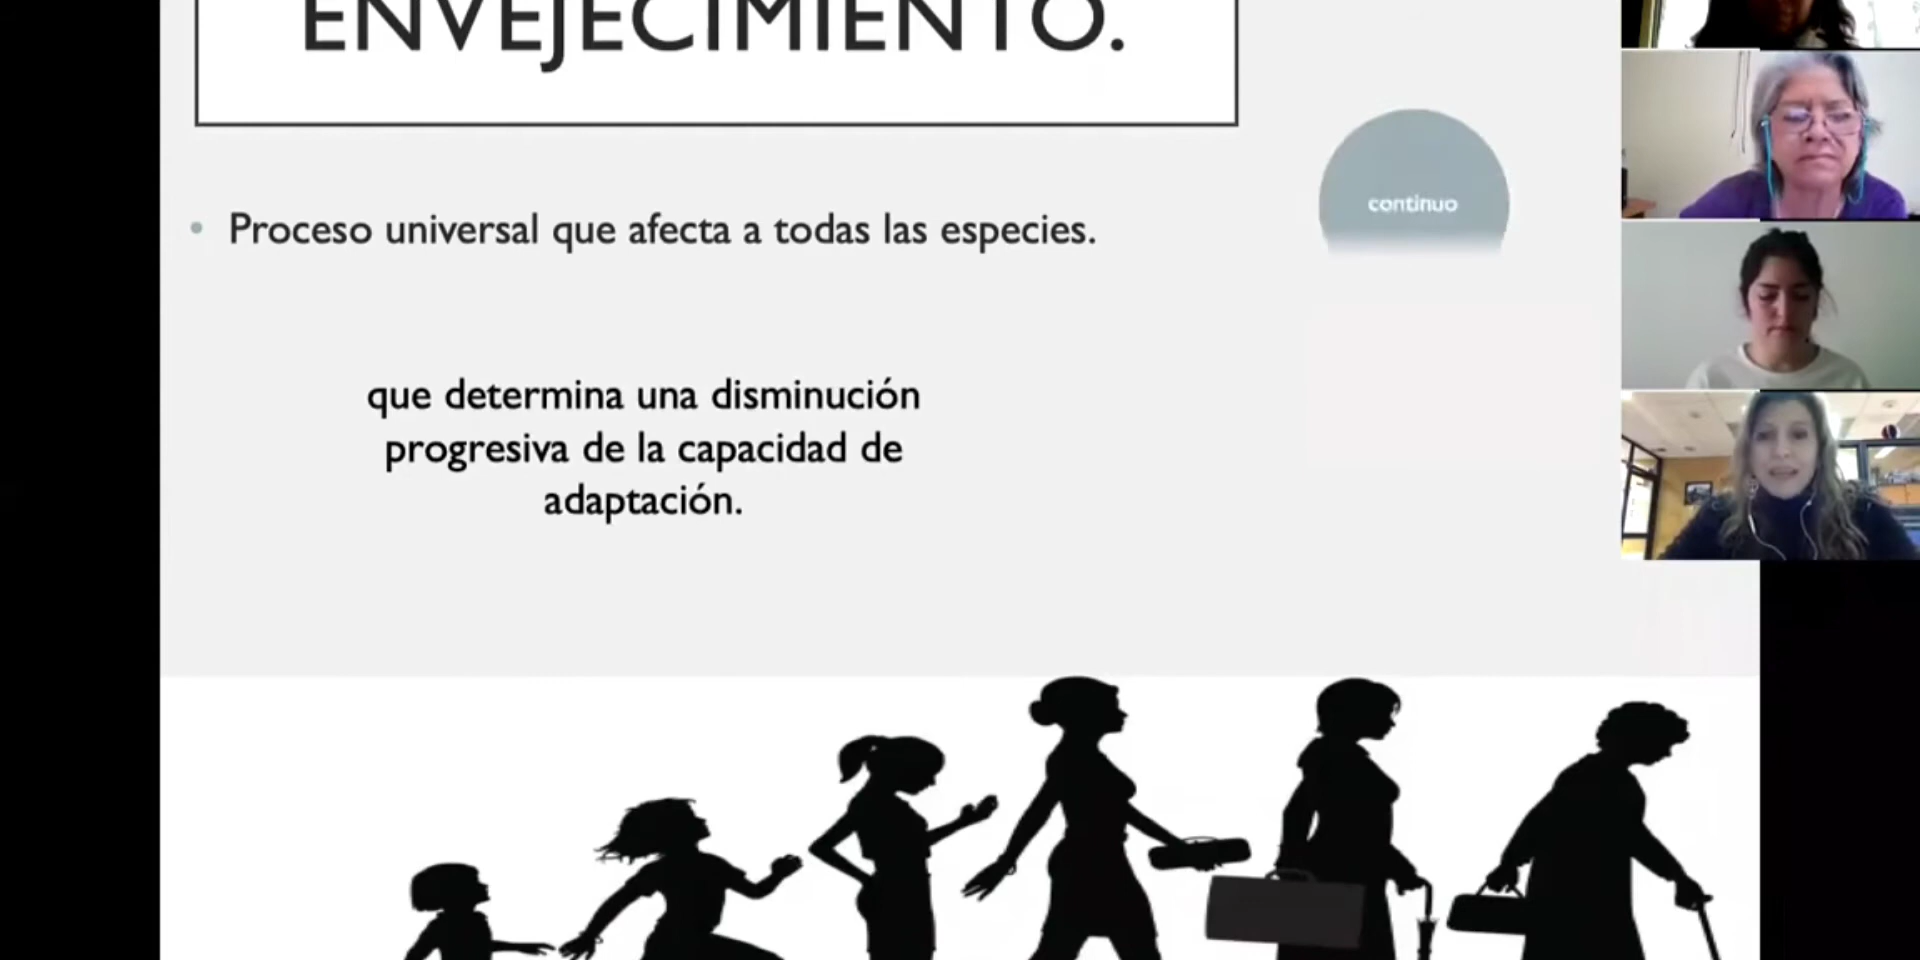 ENVEJECIMIENTO.
• Proceso universal que afecta a todas las especies.
continuo
que determina una disminución
progresiva de la capacidad de
adaptación.